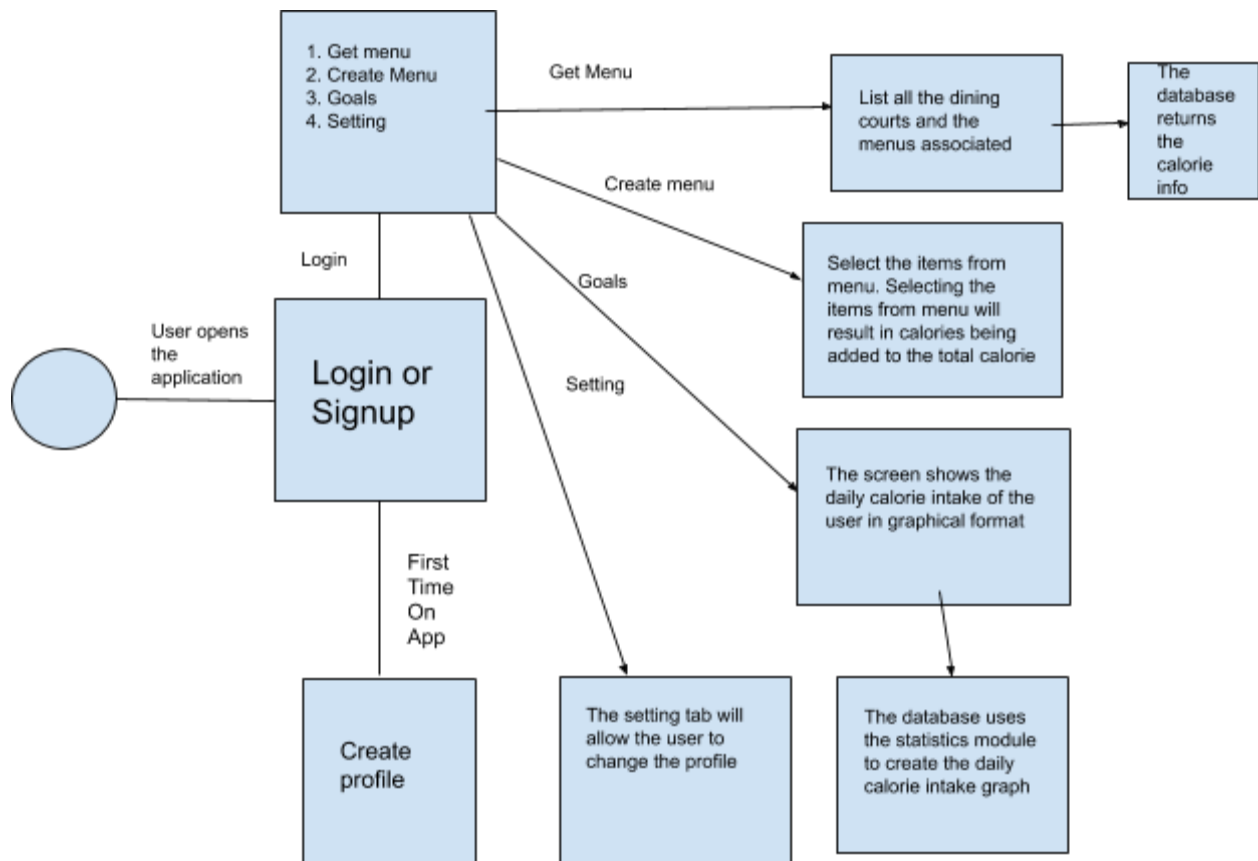 1. Get menu
2. Create Menu
3. Goals
4. Setting
Get Menu
List all the dining
courts and the
menus associated
The
database
returns
the
calorie
info
Create menu
Select the items from
menu. Selecting the
items from menu will
result in calories being
added to the total calorie
Login
Goals
User opens
the
application
Login or
Signup
Setting
The screen shows the
daily calorie intake of the
user in graphical format
First
Time
On
App
Create
profile
The setting tab will
allow the user to
change the profile
The database uses
the statistics module
to create the daily
calorie intake graph